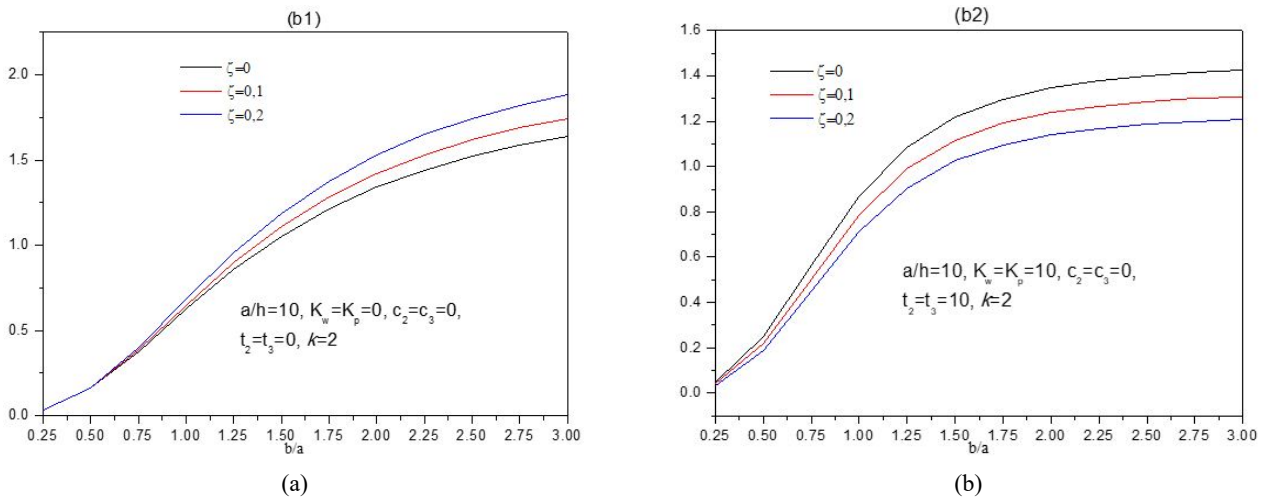 (b1)
2.0
1.5
1.0
0.5
0.0
ζ=0
ζ=0,1
ζ=0,2
a/h=10, K_w=K_p=0, c_2=c_3=0,
t_2=t_3=0, k=2
0.25 0.50 0.75 1.00 1.25 1.50 1.75 2.00 2.25 2.50 2.75 3.00
b/a
(a)
(b2)
1.6
1.4
1.2
1.0
0.8
0.6
0.4
0.2
0.0
ζ=0
ζ=0,1
ζ=0,2
a/h=10, K_w=K_p=10, c_2=c_3=0,
t_2=t_3=10, k=2
0.25 0.50 0.75 1.00 1.25 1.50 1.75 2.00 2.25 2.50 2.75 3.00
b/a
(b)